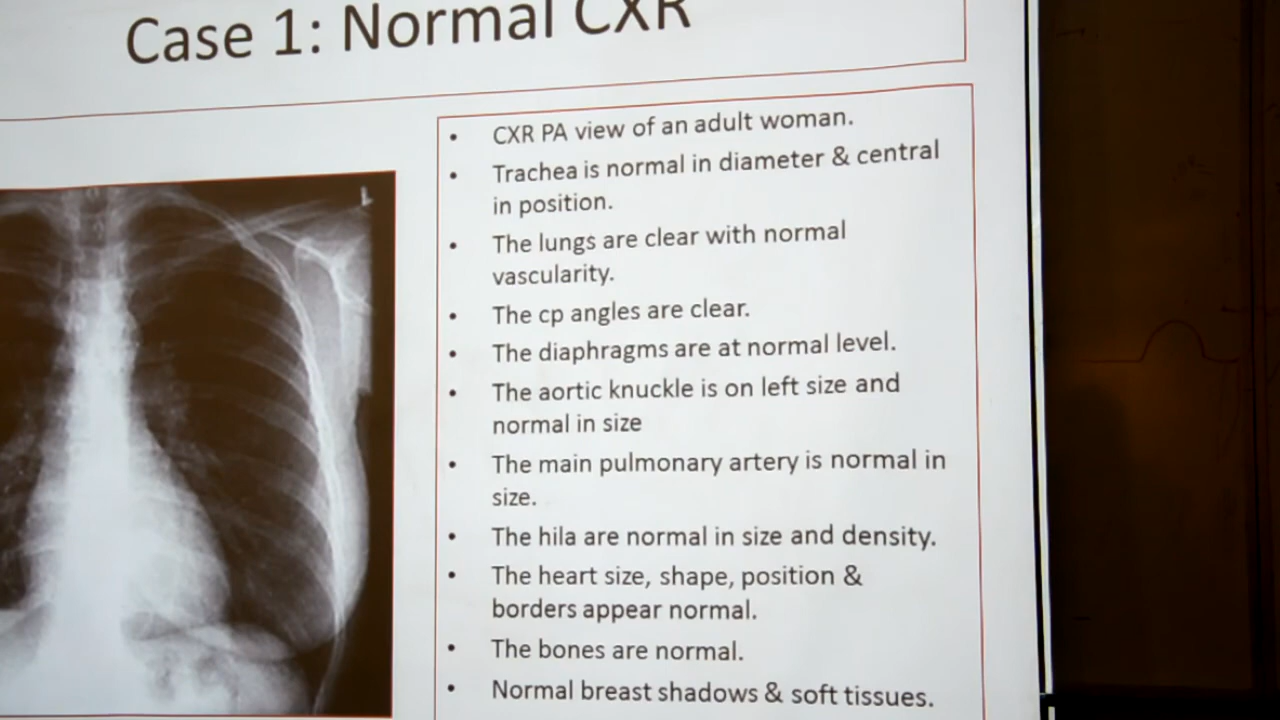 Case 1: Normal CXR
• CXR PA view of an adult woman.
• Trachea is normal in diameter & central
in position.
• The lungs are clear with normal
vascularity.
• The cp angles are clear.
• The diaphragms are at normal level.
• The aortic knuckle is on left size and
normal in size
• The main pulmonary artery is normal in
size.
• The hila are normal in size and density.
• The heart size, shape, position &
borders appear normal.
• The bones are normal.
• Normal breast shadows & soft tissues.
L